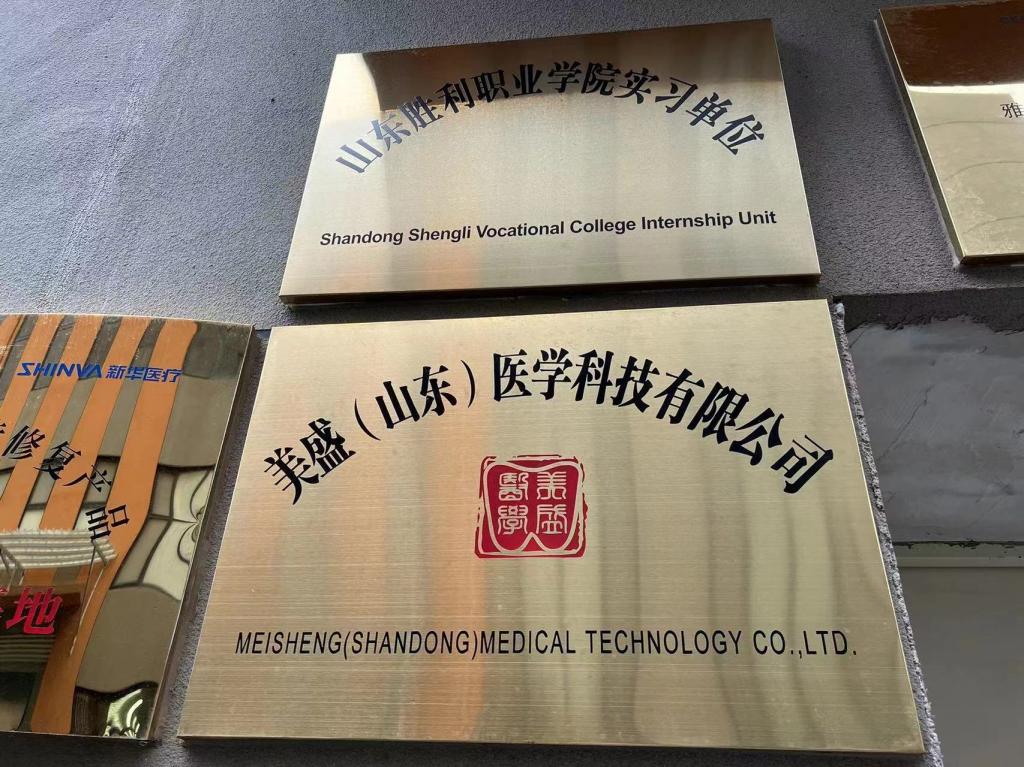 山东胜利职业学院实习单位
Shandong Shengli Vocational College Internship Unit
雅
SHINVA 新华医疗
修复产品
地
美盛（山东）医学科技有限公司
美盛
醫學
MEISHENG(SHANDONG)MEDICAL TECHNOLOGY CO.,LTD.